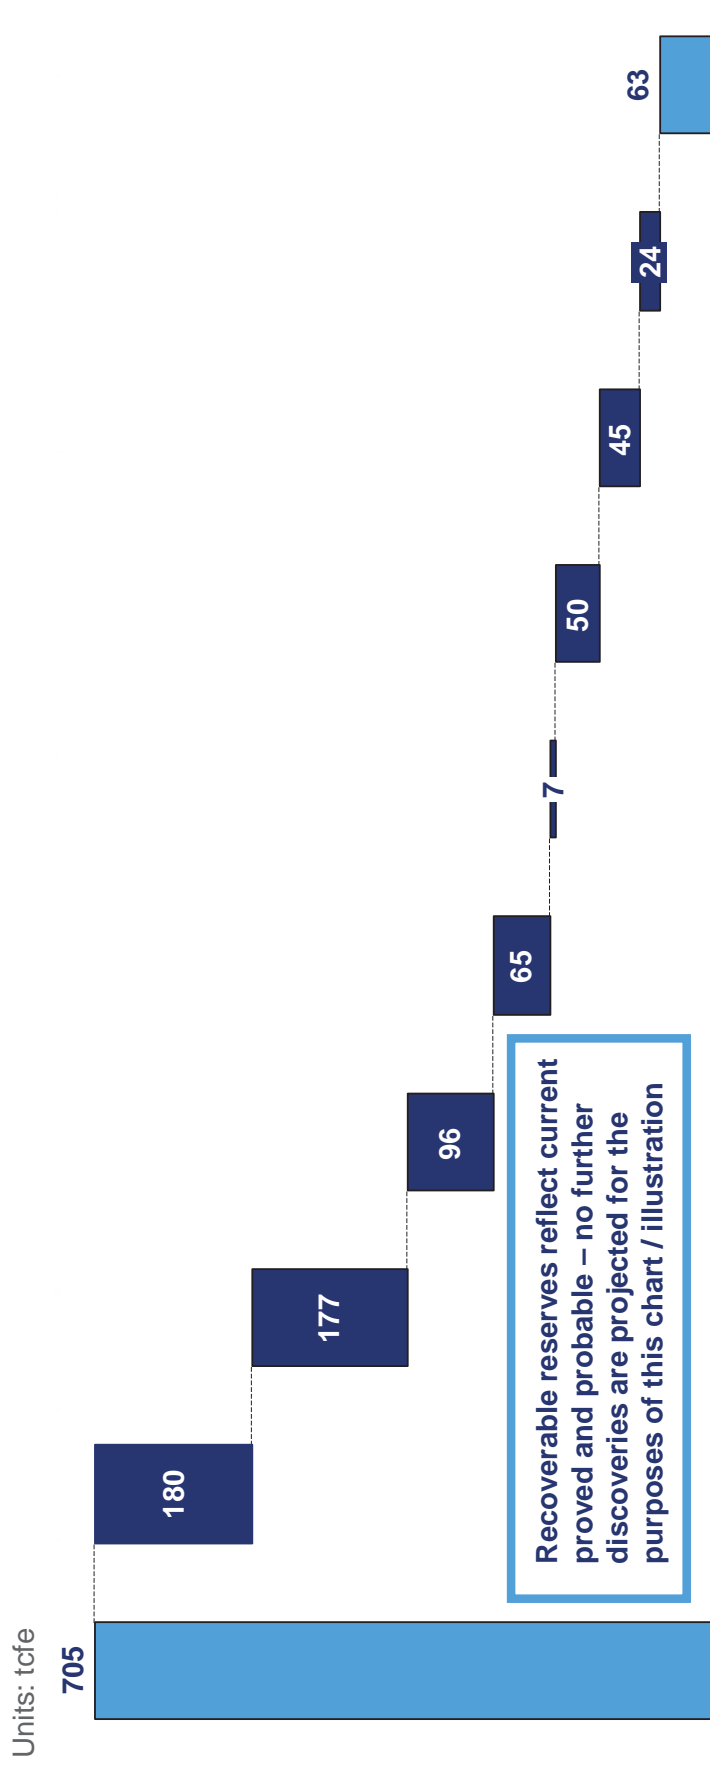 Units: tcfe
705
180
177
96
65
7
50
45
24
63
Recoverable reserves reflect current
proved and probable – no further
discoveries are projected for the
purposes of this chart / illustration